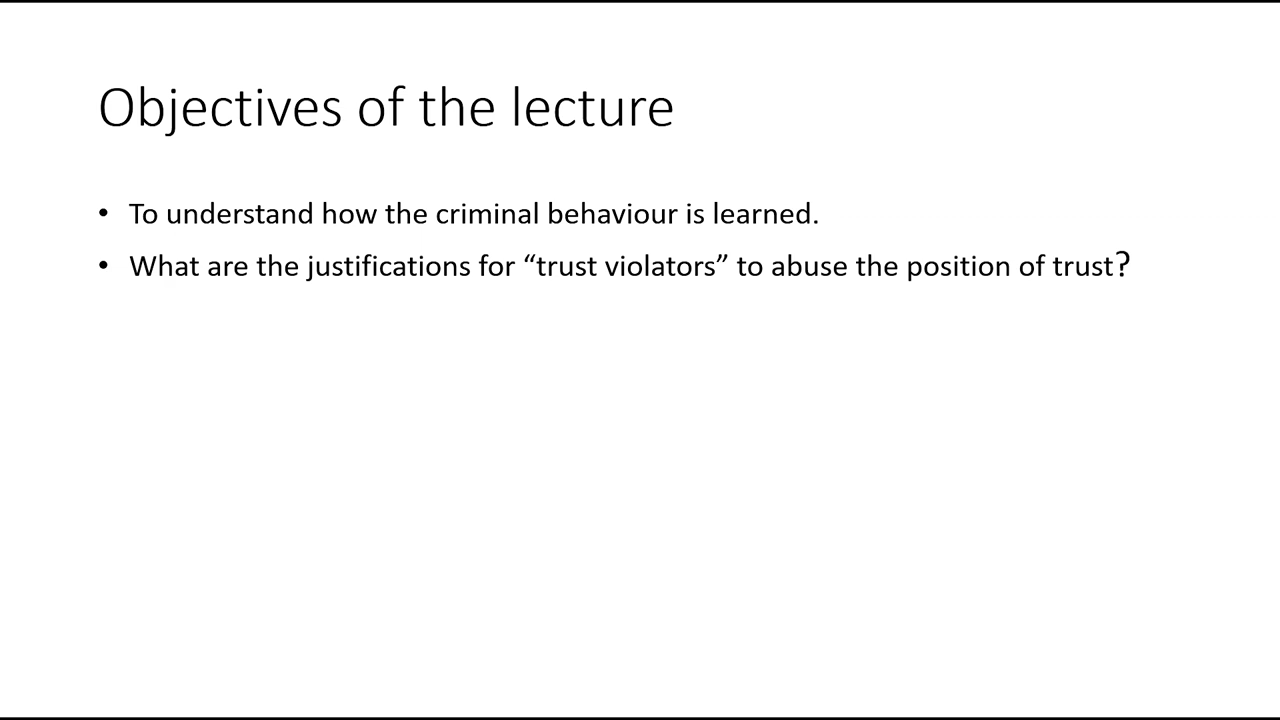 Objectives of the lecture
• To understand how the criminal behaviour is learned.
• What are the justifications for “trust violators” to abuse the position of trust?